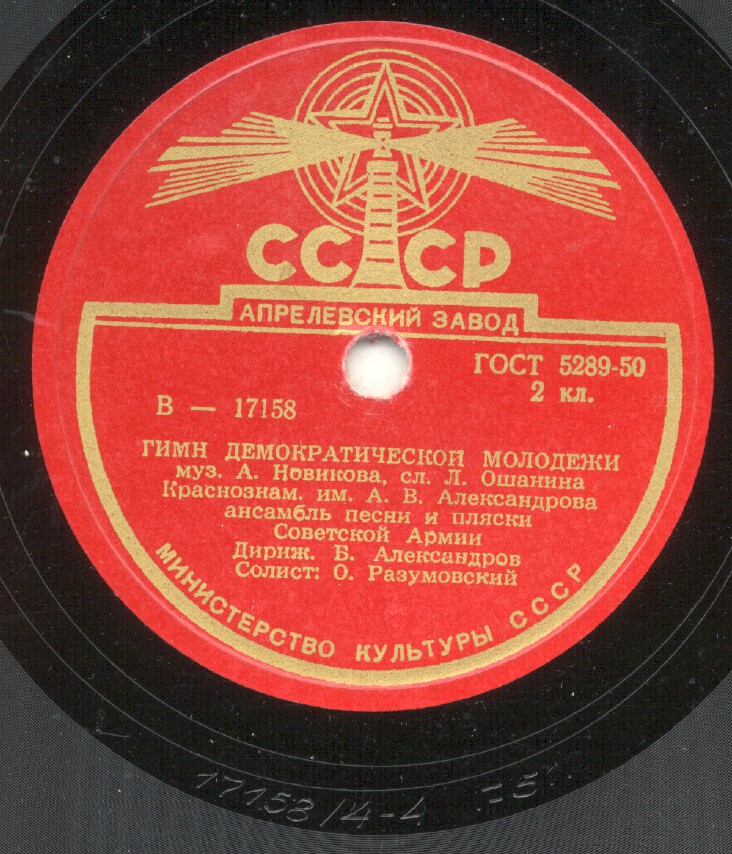 СССР
АПРЕЛЕВСКИЙ ЗАВОД
ГОСТ 5289-50
2 кл.
В — 17158
ГИМН ДЕМОКРАТИЧЕСКОЙ МОЛОДЕЖИ
муз. А. Новикова, сл. Л. Ошанина
Краснознам. им. А. В. Александрова
ансамбль песни и пляски
Советской Армии
Дириж. Б. Александров
Солист: О. Разумовский
МИНИСТЕРСТВО КУЛЬТУРЫ СССР
17158/4-4